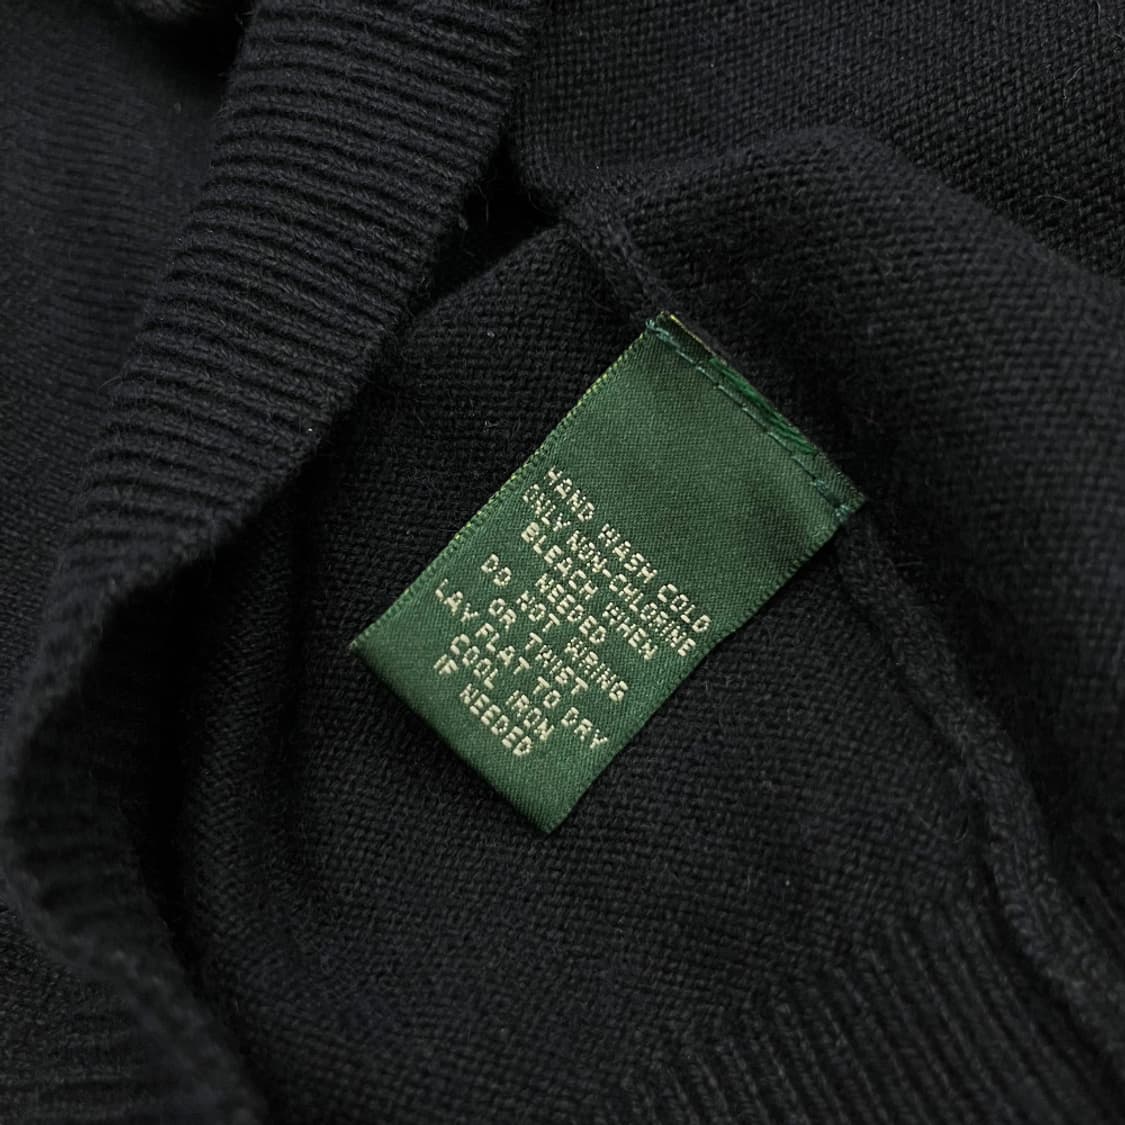 HAND WASH COLD
ONLY NON-CHLORINE
BLEACH WHEN
NEEDED
DO NOT WRING
OR TWIST
LAY FLAT TO DRY
COOL IRON
IF NEEDED